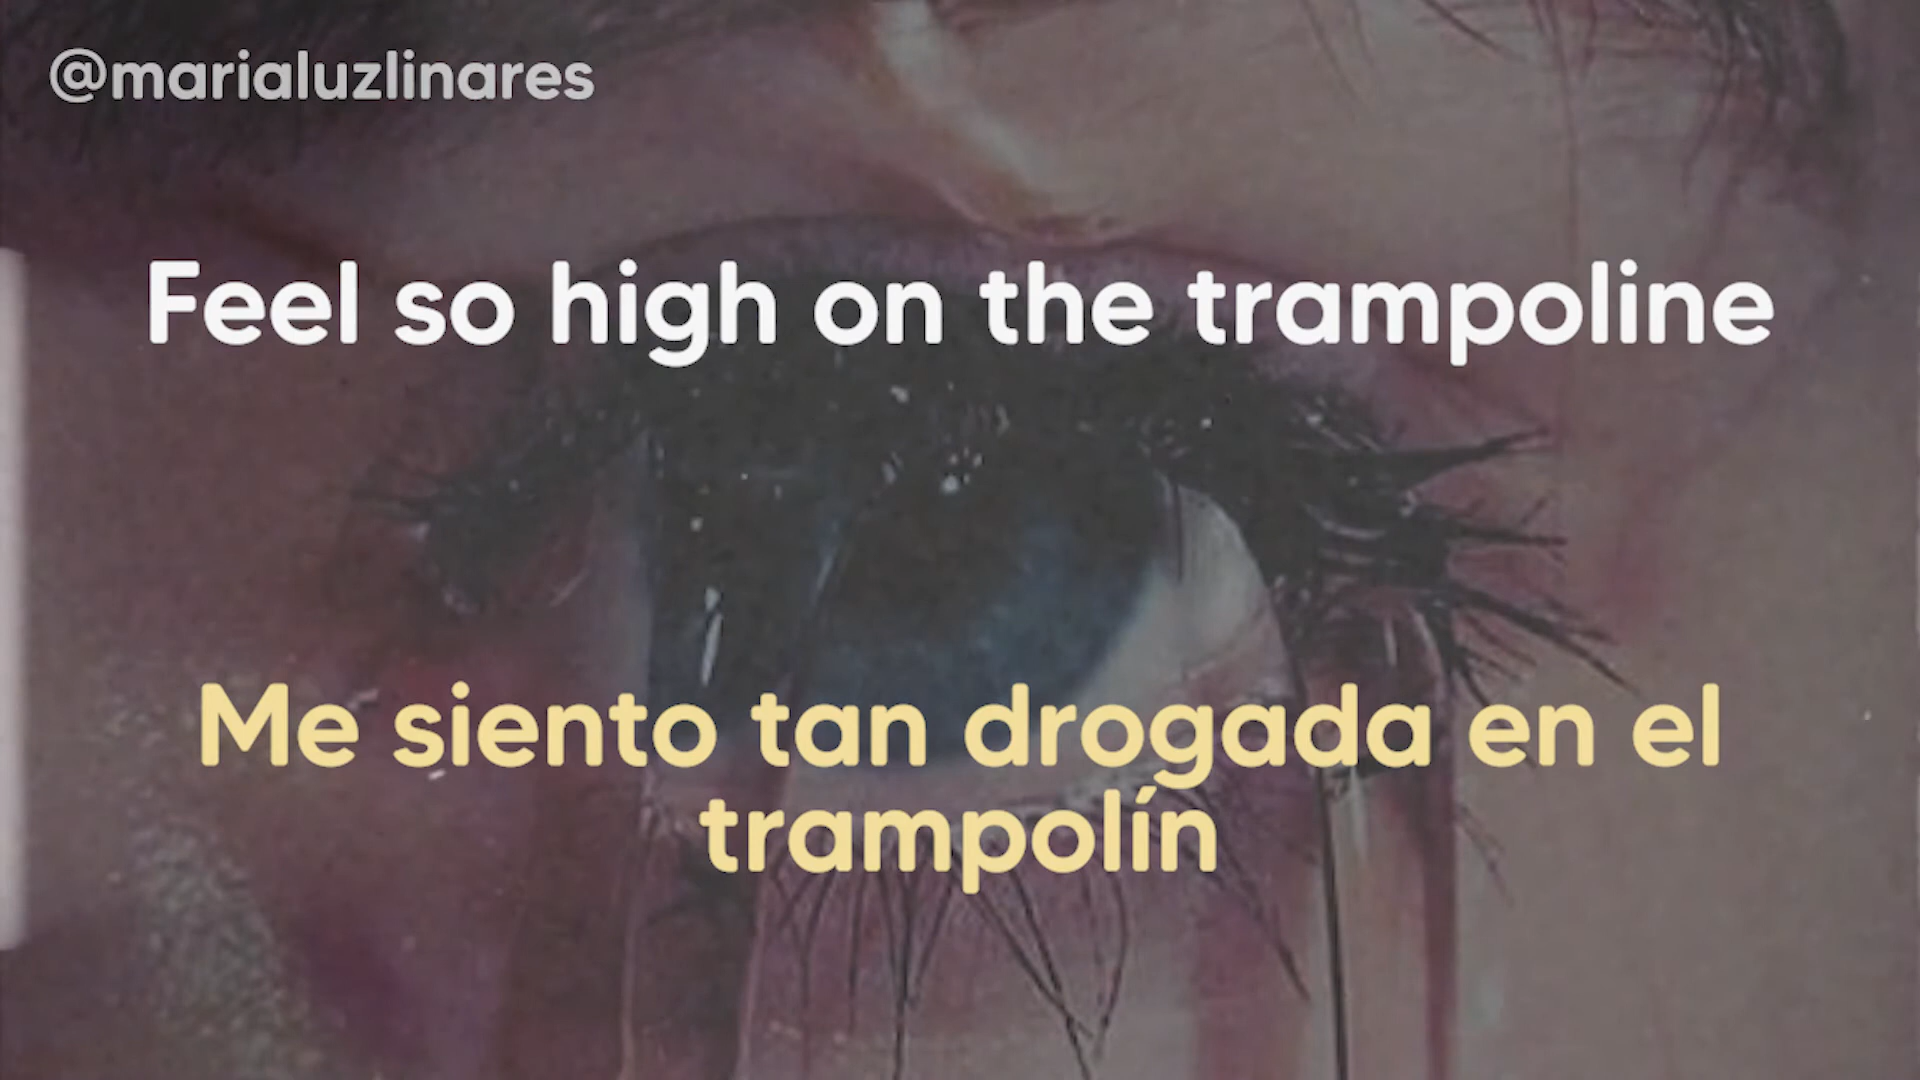 @marialuzlinares
Feel so high on the trampoline
Me siento tan drogada en el
trampolín